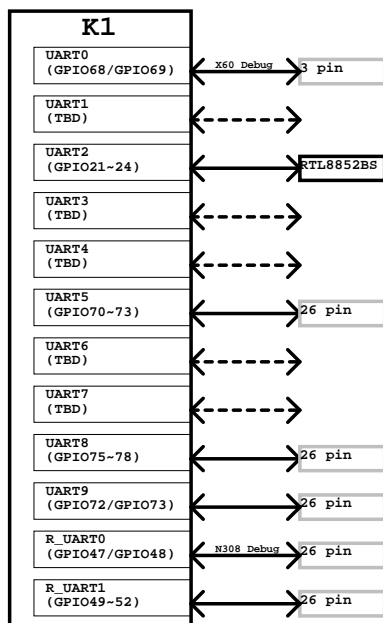 K1
UART0
(GPIO68/GPIO69)
X60 Debug
3 pin
UART1
(TBD)
UART2
(GPIO21~24)
RTL8852BS
UART3
(TBD)
UART4
(TBD)
UART5
(GPIO70~73)
26 pin
UART6
(TBD)
UART7
(TBD)
UART8
(GPIO75~78)
26 pin
UART9
(GPIO72/GPIO73)
26 pin
R_UART0
(GPIO47/GPIO48)
N308 Debug
26 pin
R_UART1
(GPIO49~52)
26 pin